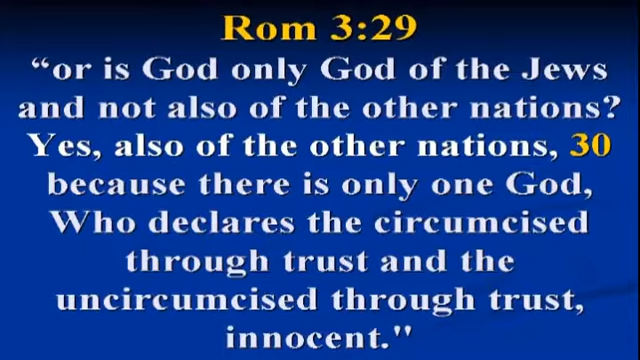 Rom 3:29
“or is God only God of the Jews
and not also of the other nations?
Yes, also of the other nations, 30
because there is only one God,
Who declares the circumcised
through trust and the
uncircumcised through trust,
innocent."